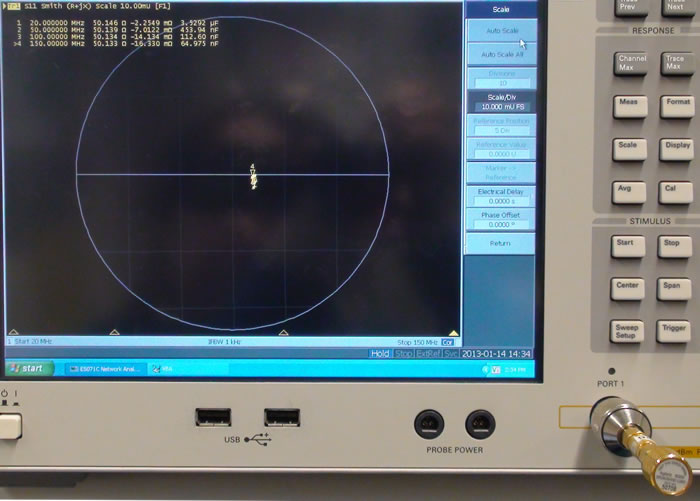 Tr1 S11 Smith (R+jX) Scale 10.00mU [F1]
1 20.000000 MHz 50.146 Ω -2.2549 mΩ 3.5292 µF
2 50.000000 MHz 50.139 Ω -7.0122 mΩ 453.94 nF
3 100.00000 MHz 50.134 Ω -14.134 mΩ 112.60 nF
>4 150.00000 MHz 50.133 Ω -16.330 mΩ 64.975 nF
Scale
Auto Scale
Auto Scale All
Divisions
10
Scale/Div
10.000 mU FS
Reference Position
5 Div
Reference Value
0.0000 U
Marker ->
Reference
Electrical Delay
0.0000 s
Phase Offset
0.0000 °
Return
1 Start 20 MHz IFBW 1 kHz Stop 150 MHz Cor
Hold Stop ExtRef Svc 2013-01-14 14:34
start E5071C Network Anal... 2:34 PM
USB
PROBE POWER
Prev
Next
RESPONSE
Channel Max
Trace Max
Meas
Format
Scale
Display
Avg
Cal
STIMULUS
Start
Stop
Center
Span
Sweep Setup
Trigger
PORT 1